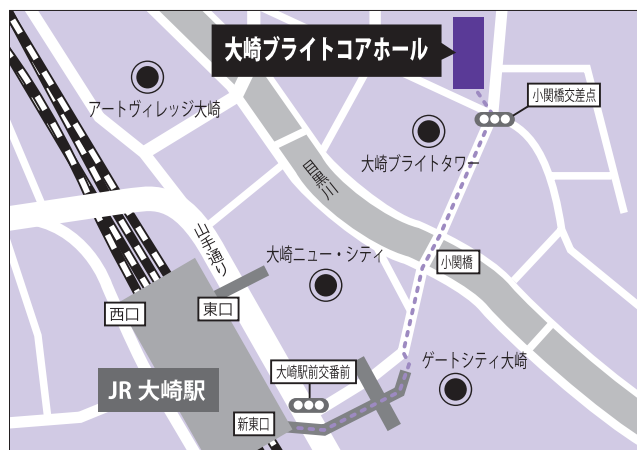 大崎ブライトコアホール
アートヴィレッジ大崎
小関橋交差点
大崎ブライトタワー
目黒川
山手通り
大崎ニュー・シティ
小関橋
西口
東口
大崎駅前交番前
ゲートシティ大崎
JR 大崎駅
新東口